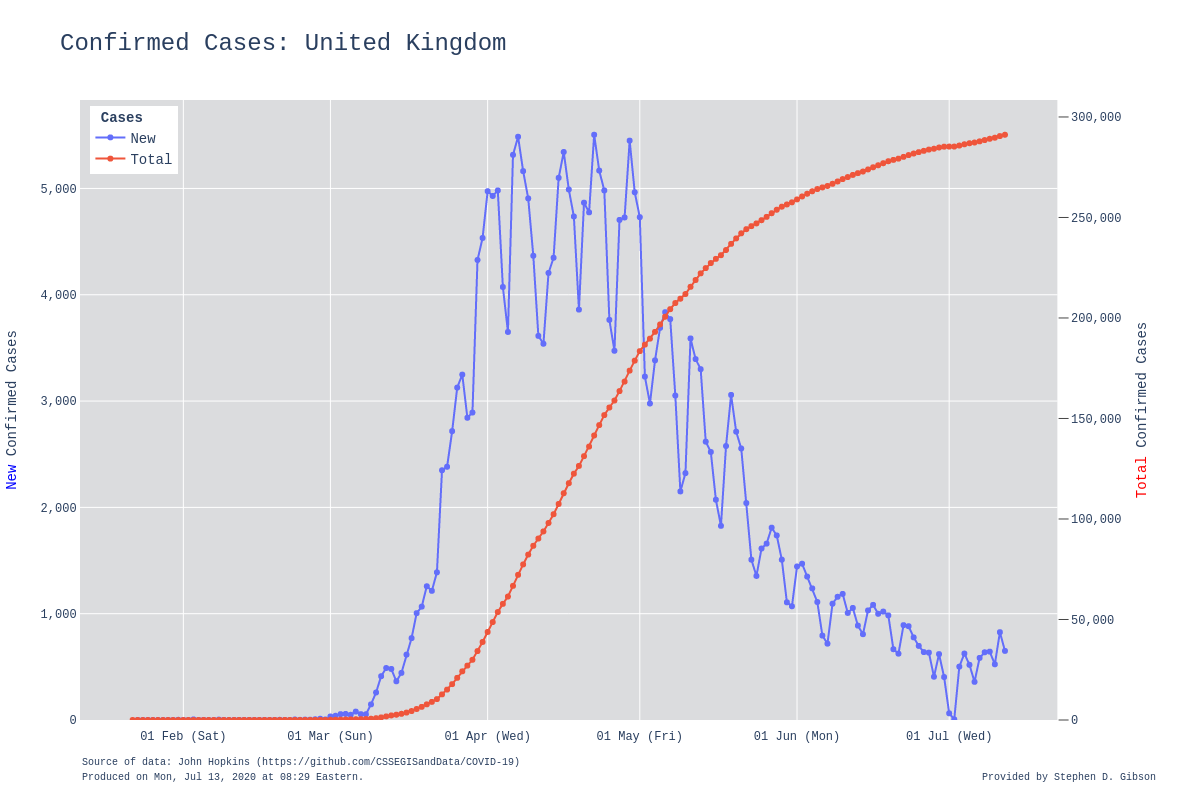 Confirmed Cases: United Kingdom
Cases
New
Total
5,000
4,000
3,000
2,000
1,000
0
New Confirmed Cases
300,000
250,000
200,000
150,000
100,000
50,000
0
Total Confirmed Cases
01 Feb (Sat) 01 Mar (Sun) 01 Apr (Wed) 01 May (Fri) 01 Jun (Mon) 01 Jul (Wed)
Source of data: John Hopkins (https://github.com/CSSEGISandData/COVID-19)
Produced on Mon, Jul 13, 2020 at 08:29 Eastern.
Provided by Stephen D. Gibson